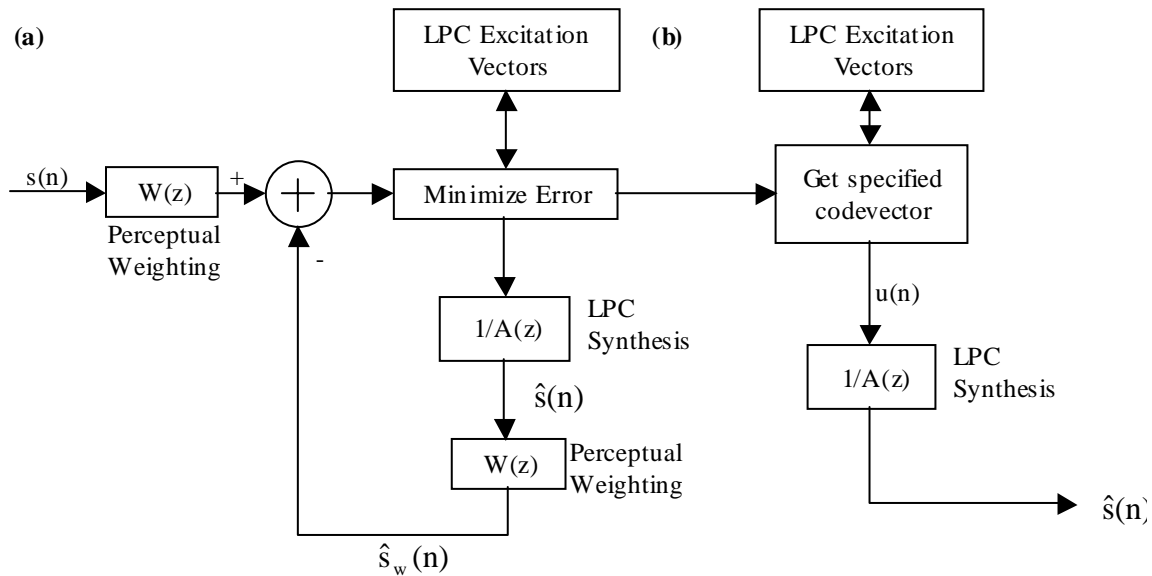 (a)
LPC Excitation
Vectors
s(n)
W(z)
Perceptual
Weighting
+
-
Minimize Error
1/A(z)
LPC
Synthesis
ŝ(n)
W(z)
Perceptual
Weighting
ŝw(n)
(b)
LPC Excitation
Vectors
Get specified
codevector
u(n)
1/A(z)
LPC
Synthesis
ŝ(n)